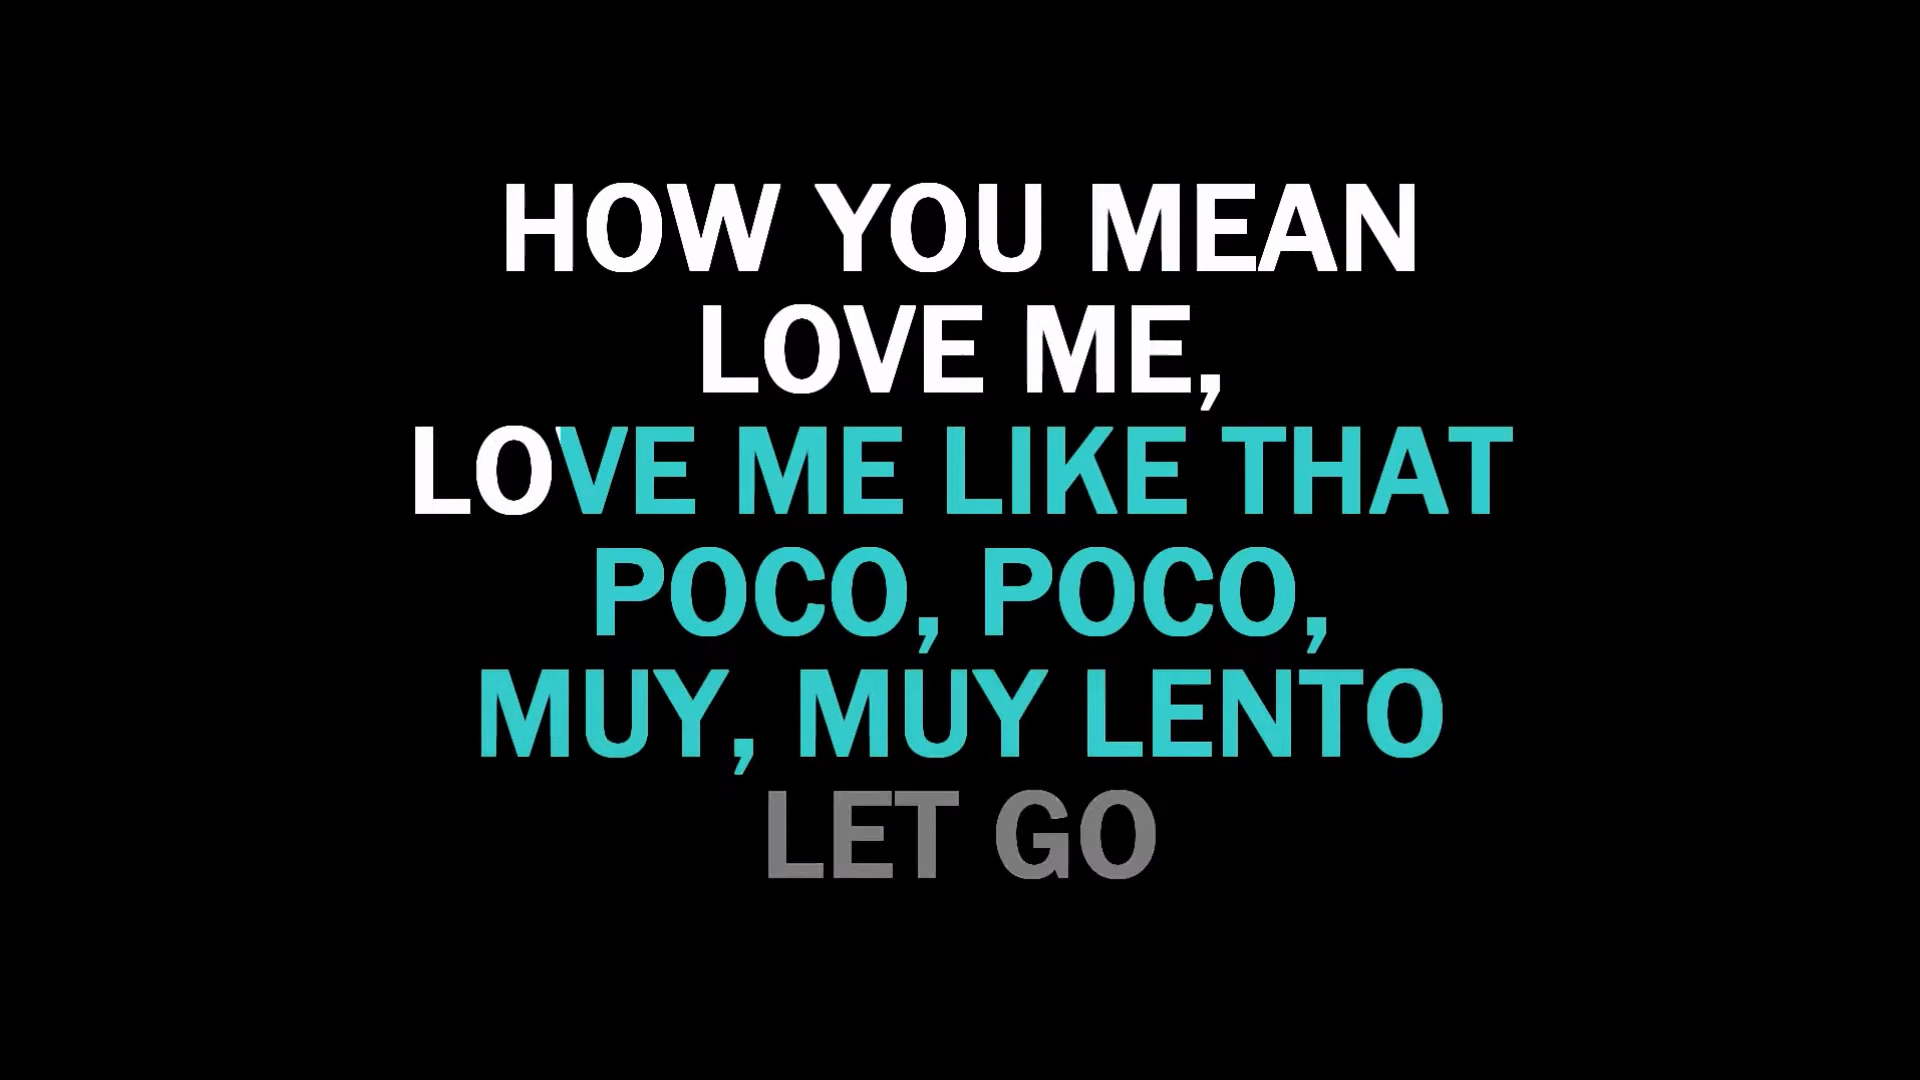 HOW YOU MEAN
LOVE ME,
LOVE ME LIKE THAT
POCO, POCO,
MUY, MUY LENTO
LET GO